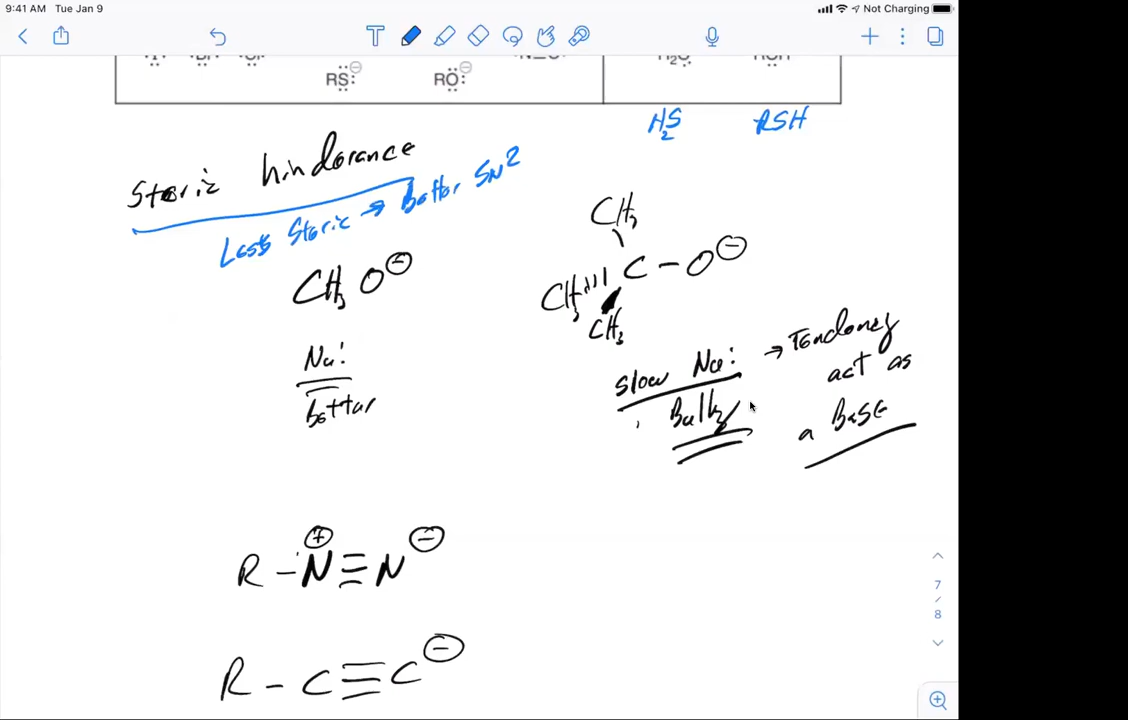 9:41 AM Tue Jan 9
Not Charging
RS:⊖ RO:⊖
H2S RSH
Steric hinderance
Less Steric → Better SN2
CH3
CH3O⊖
C-O⊖
CH3
CH3
Nu:
better
slow Nu: → Tendency
act as
Bulky
a Base
R-N⊕≡N⊖
R-C≡C⊖
7
/
8